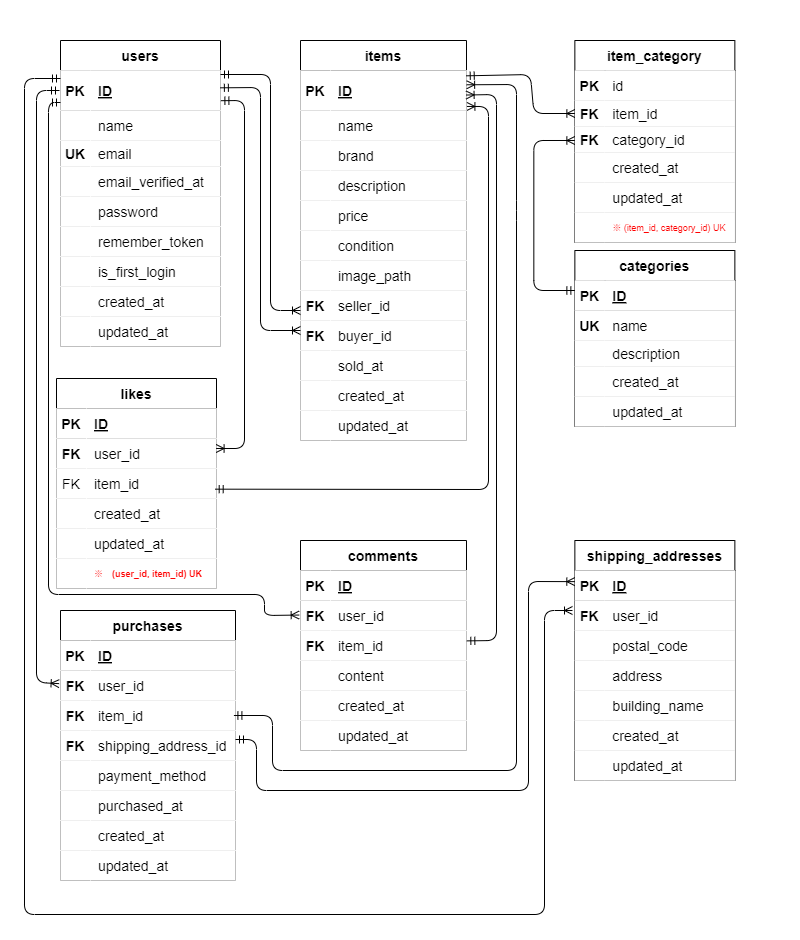 users
PK ID
name
UK email
email_verified_at
password
remember_token
is_first_login
created_at
updated_at
items
PK ID
name
brand
description
price
condition
image_path
FK seller_id
FK buyer_id
sold_at
created_at
updated_at
item_category
PK id
FK item_id
FK category_id
created_at
updated_at
※ (item_id, category_id) UK
categories
PK ID
UK name
description
created_at
updated_at
likes
PK ID
FK user_id
FK item_id
created_at
updated_at
※ (user_id, item_id) UK
comments
PK ID
FK user_id
FK item_id
content
created_at
updated_at
shipping_addresses
PK ID
FK user_id
postal_code
address
building_name
created_at
updated_at
purchases
PK ID
FK user_id
FK item_id
FK shipping_address_id
payment_method
purchased_at
created_at
updated_at